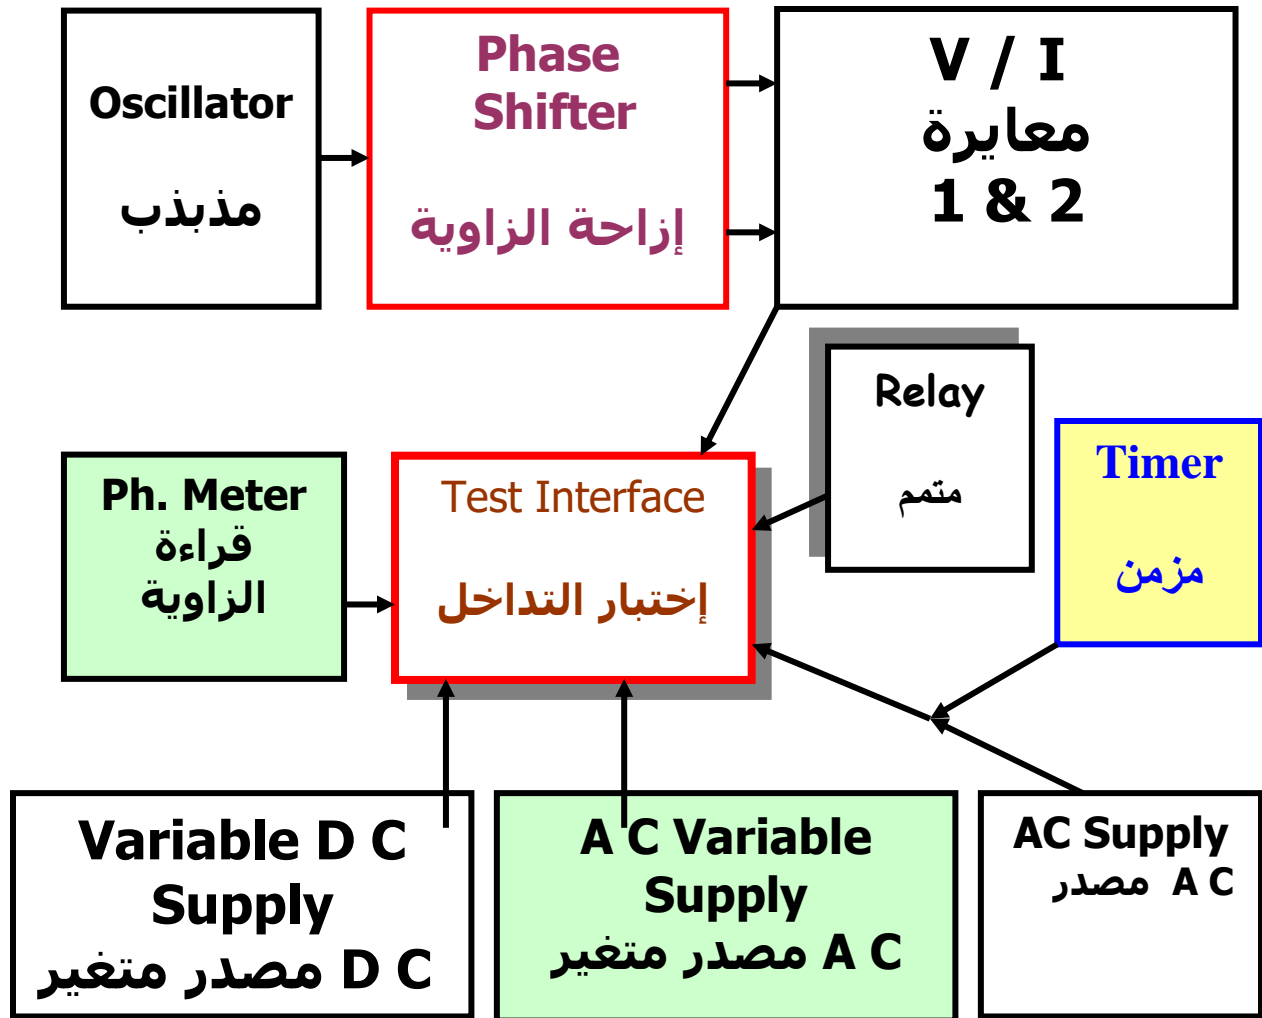 Oscillator
مذبذب
Phase
Shifter
إزاحة الزاوية
V / I
معايرة
1 & 2
Relay
متمم
Timer
مزمن
Ph. Meter
قراءة
الزاوية
Test Interface
إختبار التداخل
Variable D C
Supply
مصدر متغير D C
A C Variable
Supply
مصدر متغير A C
AC Supply
مصدر A C